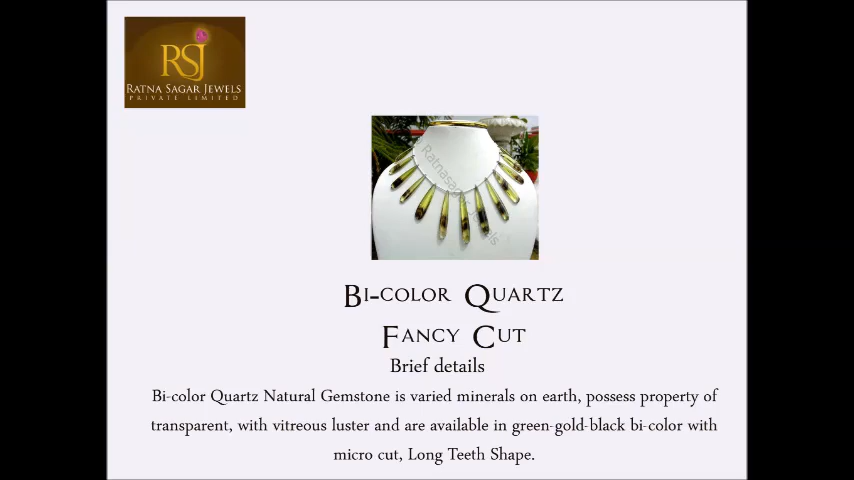 RSJ
RATNA SAGAR JEWELS
PRIVATE LIMITED
Ratnasagar Jewels
BI-COLOR QUARTZ
FANCY CUT
Brief details
Bi-color Quartz Natural Gemstone is varied minerals on earth, possess property of
transparent, with vitreous luster and are available in green-gold-black bi-color with
micro cut, Long Teeth Shape.